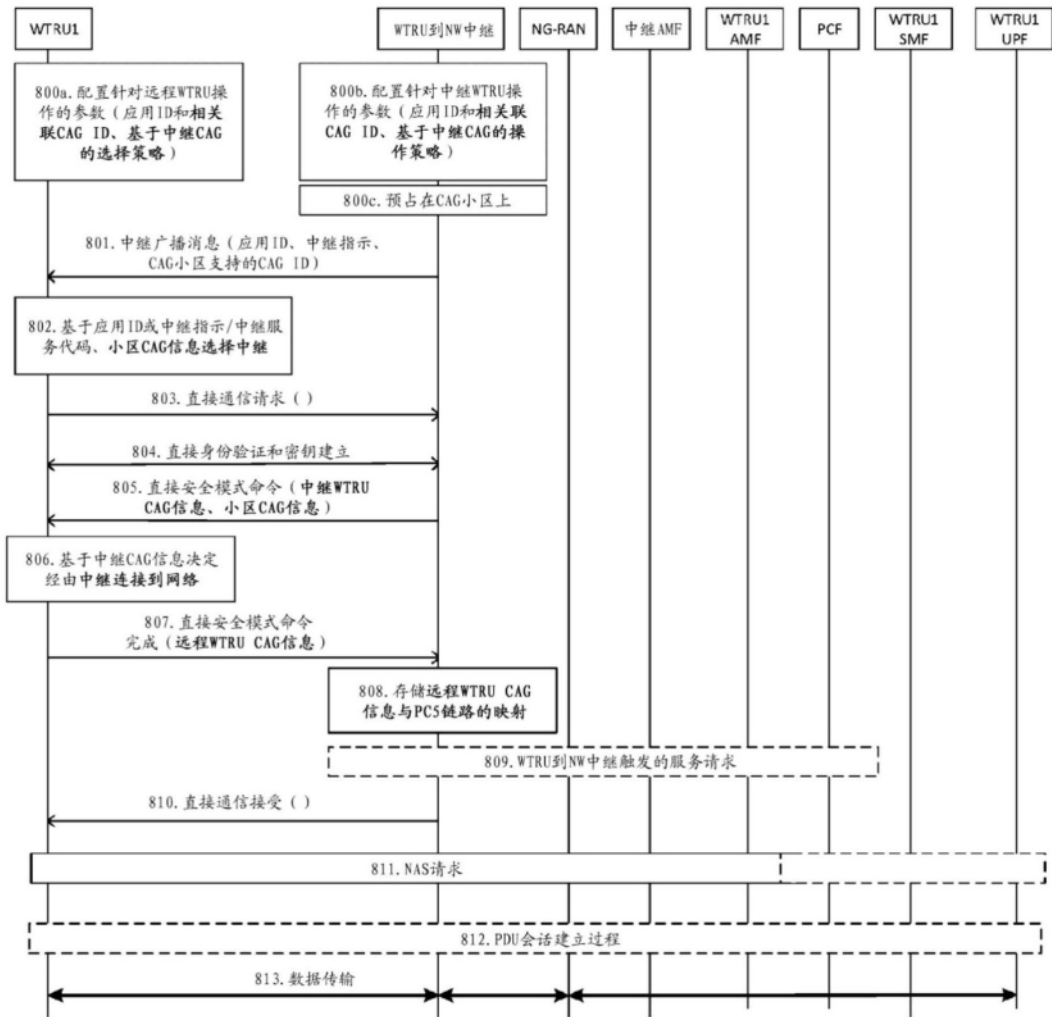 WTRU1
WTRU到NW中继
NG-RAN
中继AMF
WTRU1
AMF
PCF
WTRU1
SMF
WTRU1
UPF
800a.配置针对远程WTRU操
作的参数（应用ID和相关
联CAG ID、基于中继CAG
的选择策略）
800b.配置针对中继WTRU操
作的参数（应用ID和相关联
CAG ID、基于中继CAG的操
作策略）
800c.预占在CAG小区上
801.中继广播消息（应用ID、中继指示、
CAG小区支持的CAG ID）
802.基于应用ID或中继指示/中继服
务代码、小区CAG信息选择中继
803.直接通信请求（）
804.直接身份验证和密钥建立
805.直接安全模式命令（中继WTRU
CAG信息、小区CAG信息）
806.基于中继CAG信息决定
经由中继连接到网络
807.直接安全模式命令
完成（远程WTRU CAG信息）
808.存储远程WTRU CAG
信息与PC5链路的映射
809.WTRU到NW中继触发的服务请求
810.直接通信接受（）
811.NAS请求
812.PDU会话建立过程
813.数据传输